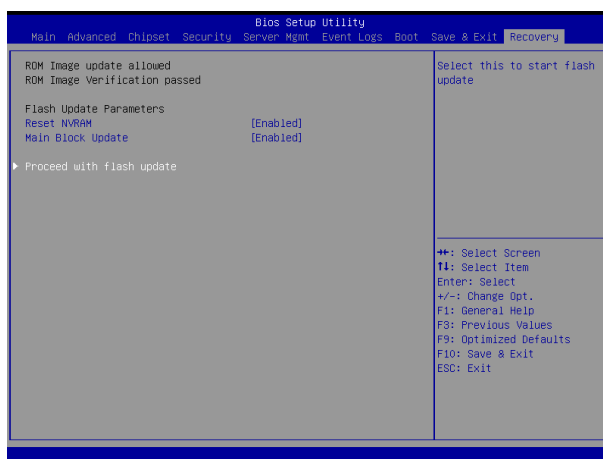 Bios Setup Utility
Main Advanced Chipset Security Server Mgmt Event Logs Boot Save & Exit Recovery
ROM Image update allowed
ROM Image Verification passed
Flash Update Parameters
Reset NVRAM [Enabled]
Main Block Update [Enabled]
▶ Proceed with flash update
Select this to start flash
update
→←: Select Screen
↑↓: Select Item
Enter: Select
+/-: Change Opt.
F1: General Help
F3: Previous Values
F9: Optimized Defaults
F10: Save & Exit
ESC: Exit